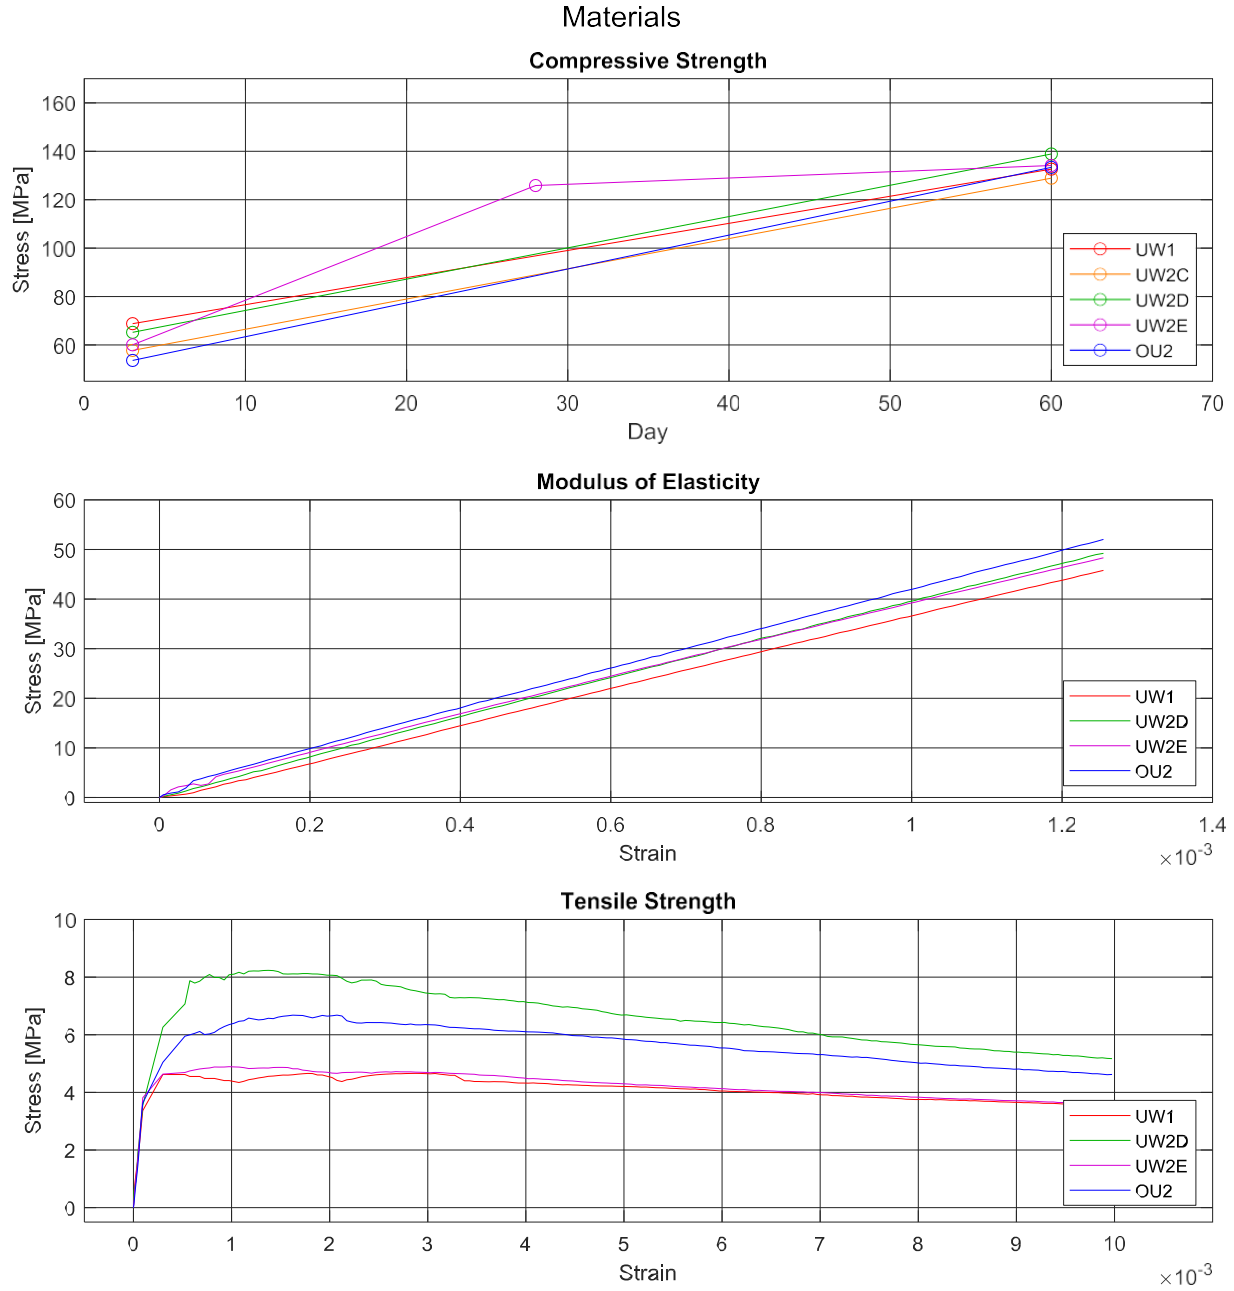 Materials
Compressive Strength
160
140
120
100
80
60
Stress [MPa]
UW1
UW2C
UW2D
UW2E
OU2
0 10 20 30 40 50 60 70
Day
Modulus of Elasticity
60
50
40
30
20
10
0
Stress [MPa]
UW1
UW2D
UW2E
OU2
0 0.2 0.4 0.6 0.8 1 1.2 1.4
Strain
×10-3
Tensile Strength
10
8
6
4
2
0
Stress [MPa]
UW1
UW2D
UW2E
OU2
0 1 2 3 4 5 6 7 8 9 10
Strain
×10-3